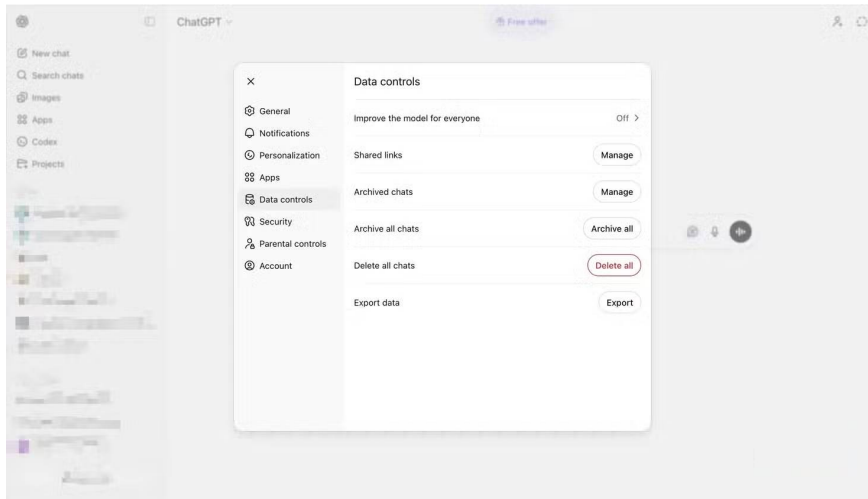 ChatGPT
Free offer
New chat
Search chats
Images
Apps
Codex
Projects
Data controls
General
Notifications
Personalization
Apps
Data controls
Security
Parental controls
Account
Improve the model for everyone Off
Shared links Manage
Archived chats Manage
Archive all chats Archive all
Delete all chats Delete all
Export data Export